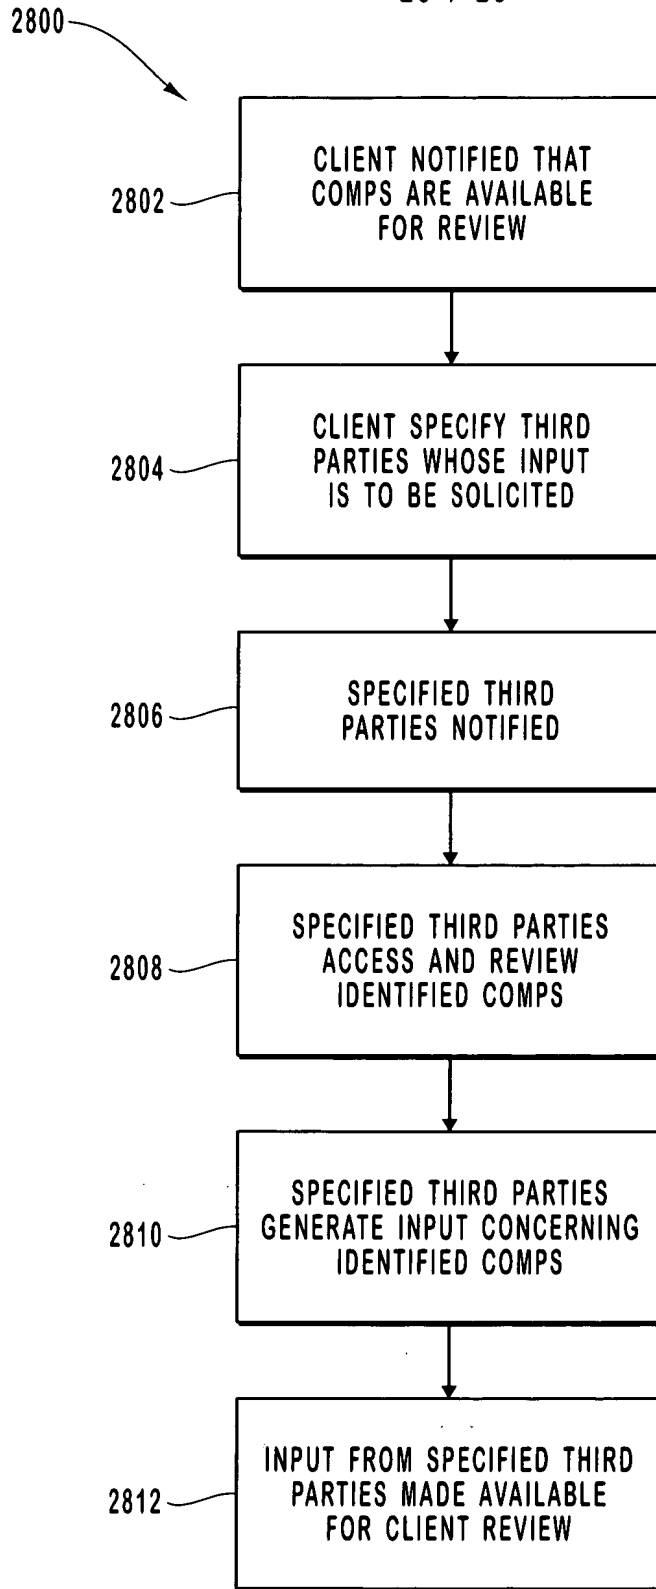 2800
2802
CLIENT NOTIFIED THAT
COMPS ARE AVAILABLE
FOR REVIEW
2804
CLIENT SPECIFY THIRD
PARTIES WHOSE INPUT
IS TO BE SOLICITED
2806
SPECIFIED THIRD
PARTIES NOTIFIED
2808
SPECIFIED THIRD PARTIES
ACCESS AND REVIEW
IDENTIFIED COMPS
2810
SPECIFIED THIRD PARTIES
GENERATE INPUT CONCERNING
IDENTIFIED COMPS
2812
INPUT FROM SPECIFIED THIRD
PARTIES MADE AVAILABLE
FOR CLIENT REVIEW